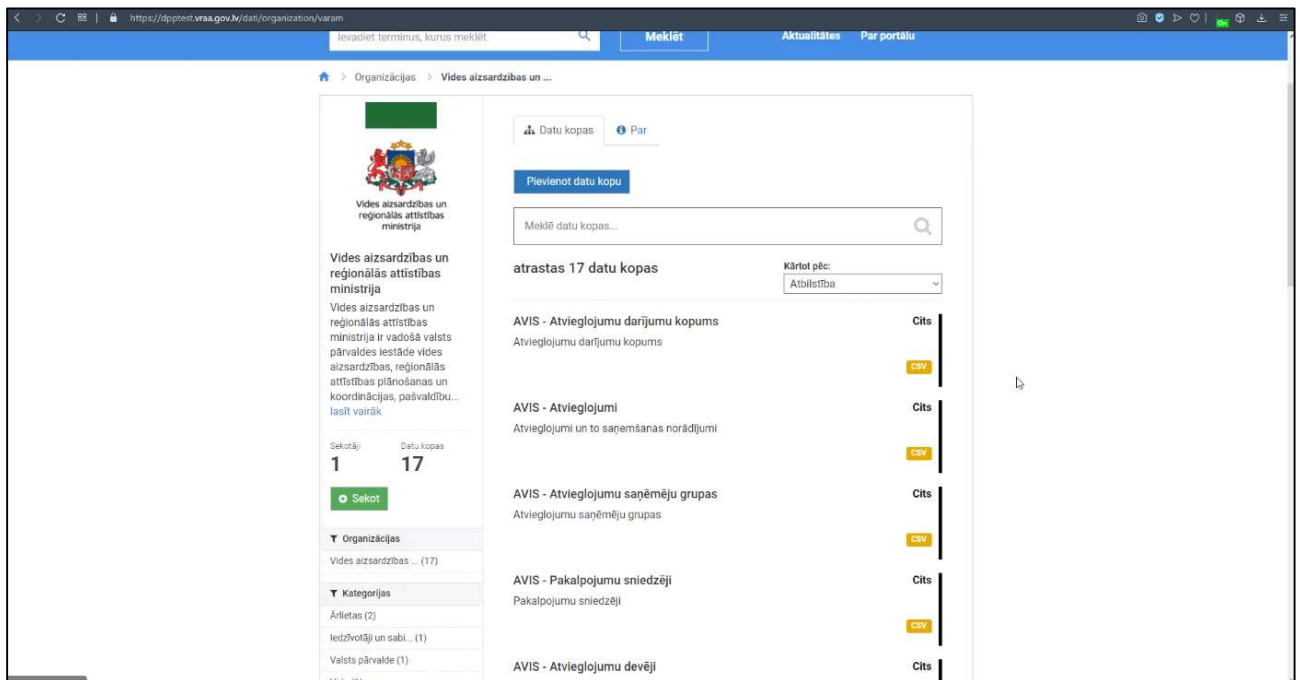 https://dpptest.vraa.gov.lv/dati/organization/varam
On
Ievadiet terminus, kurus meklēt.
Meklēt
Aktualitātes
Par portālu
> Organizācijas > Vides aizsardzības un ...
Vides aizsardzības un
reģionālās attīstības
ministrija
Vides aizsardzības un
reģionālās attīstības
ministrija
Vides aizsardzības un
reģionālās attīstības
ministrija ir vadošā valsts
pārvaldes iestāde vides
aizsardzības, reģionālās
attīstības plānošanas un
koordinācijas, pašvaldību...
lasīt vairāk
Sekotāji Datu kopas
1 17
Sekot
Organizācijas
Vides aizsardzības ... (17)
Kategorijas
Ārlietas (2)
Iedzīvotāji un sabi... (1)
Valsts pārvalde (1)
Datu kopas
Par
Pievienot datu kopu
Meklē datu kopas...
atrastas 17 datu kopas
Kārtot pēc:
Atbilstība
AVIS - Atvieglojumu darījumu kopums Cits
Atvieglojumu darījumu kopums
CSV
AVIS - Atvieglojumi Cits
Atvieglojumi un to saņemšanas norādījumi
CSV
AVIS - Atvieglojumu saņēmēju grupas Cits
Atvieglojumu saņēmēju grupas
CSV
AVIS - Pakalpojumu sniedzēji Cits
Pakalpojumu sniedzēji
CSV
AVIS - Atvieglojumu devēji Cits